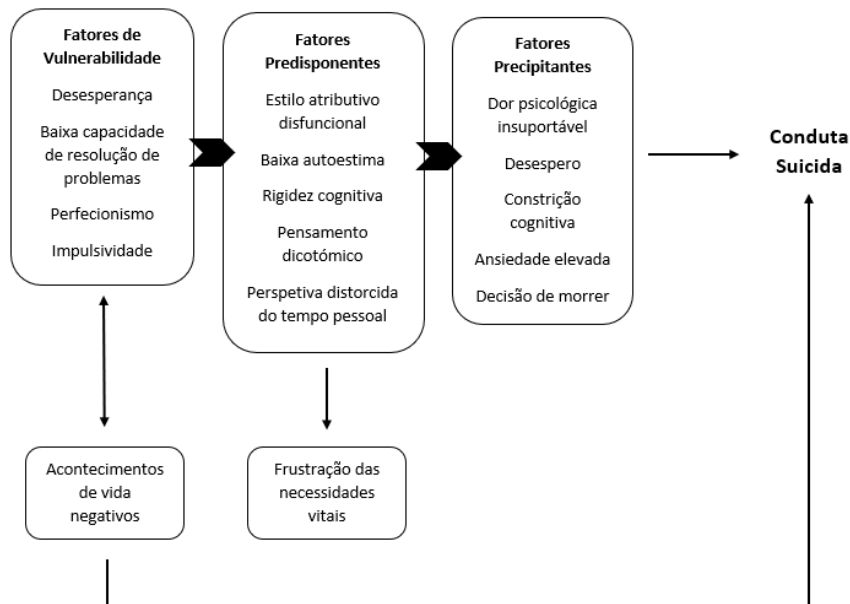 Fatores de
Vulnerabilidade
Desesperança
Baixa capacidade
de resolução de
problemas
Perfecionismo
Impulsividade
Fatores
Predisponentes
Estilo atributivo
disfuncional
Baixa autoestima
Rigidez cognitiva
Pensamento
dicotómico
Perspetiva distorcida
do tempo pessoal
Fatores
Precipitantes
Dor psicológica
insuportável
Desespero
Constrição
cognitiva
Ansiedade elevada
Decisão de morrer
Conduta
Suicida
Acontecimentos
de vida
negativos
Frustração das
necessidades
vitais